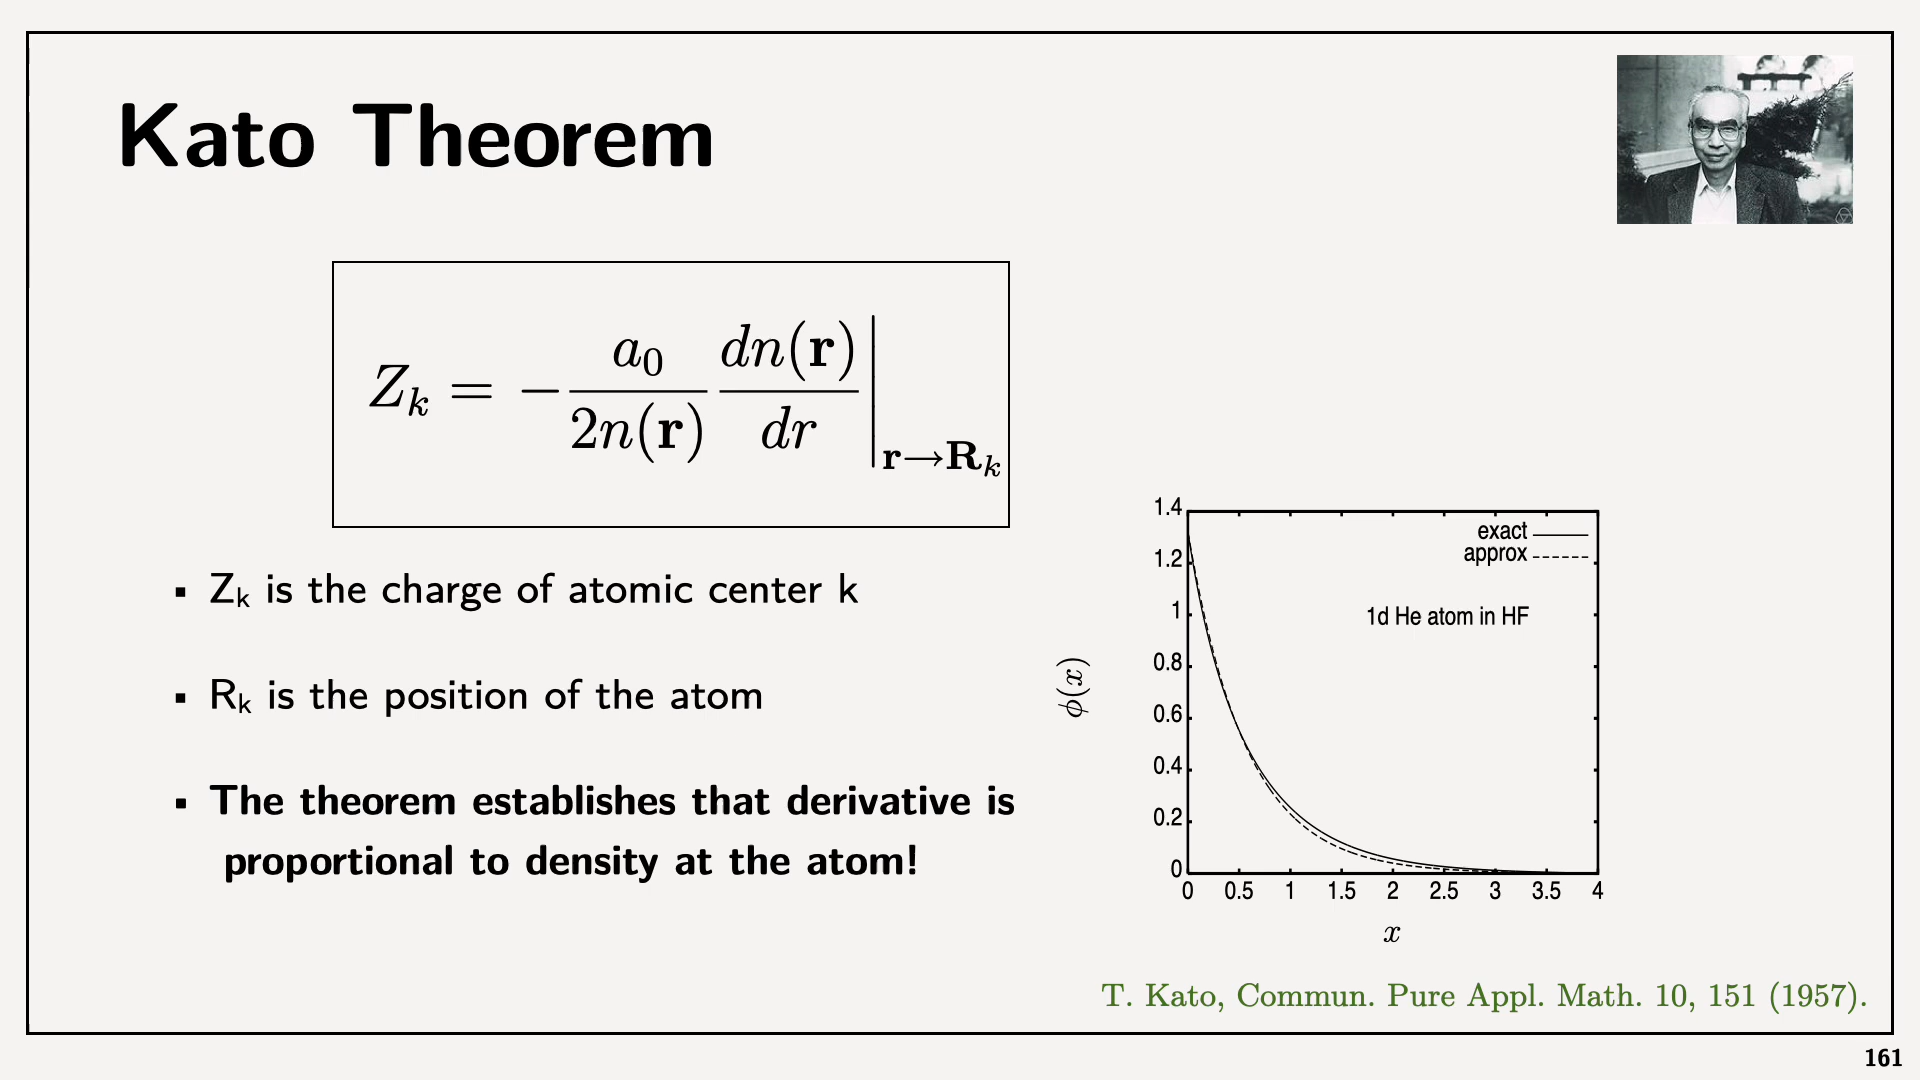 Kato Theorem
Z_k = -\frac{a_0}{2n(\mathbf{r})} \frac{dn(\mathbf{r})}{dr} \Big|_{\mathbf{r} \to \mathbf{R}_k}
▪ Z_k is the charge of atomic center k
▪ R_k is the position of the atom
▪ The theorem establishes that derivative is
proportional to density at the atom!
exact
approx
1d He atom in HF
1.4
1.2
1
0.8
0.6
0.4
0.2
0
ϕ(x)
0 0.5 1 1.5 2 2.5 3 3.5 4
x
T. Kato, Commun. Pure Appl. Math. 10, 151 (1957).
161